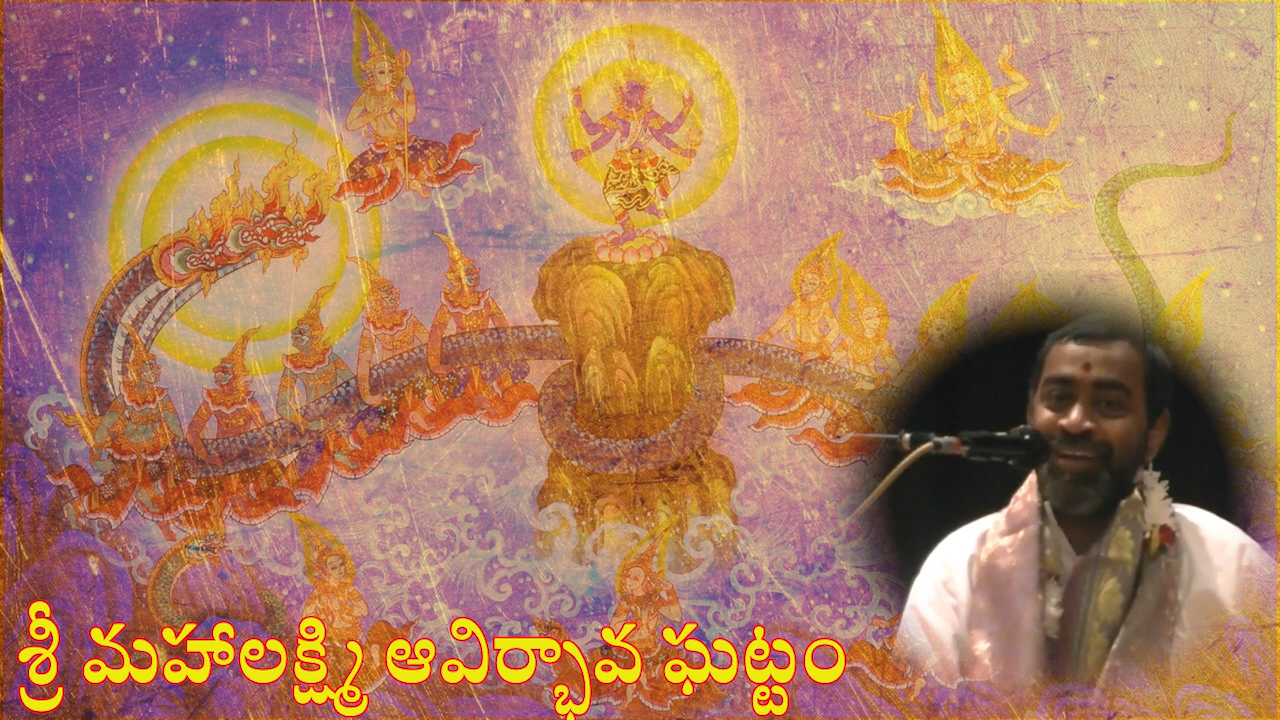 శ్రీ మహాలక్ష్మి ఆవిర్భావ ఘట్టం